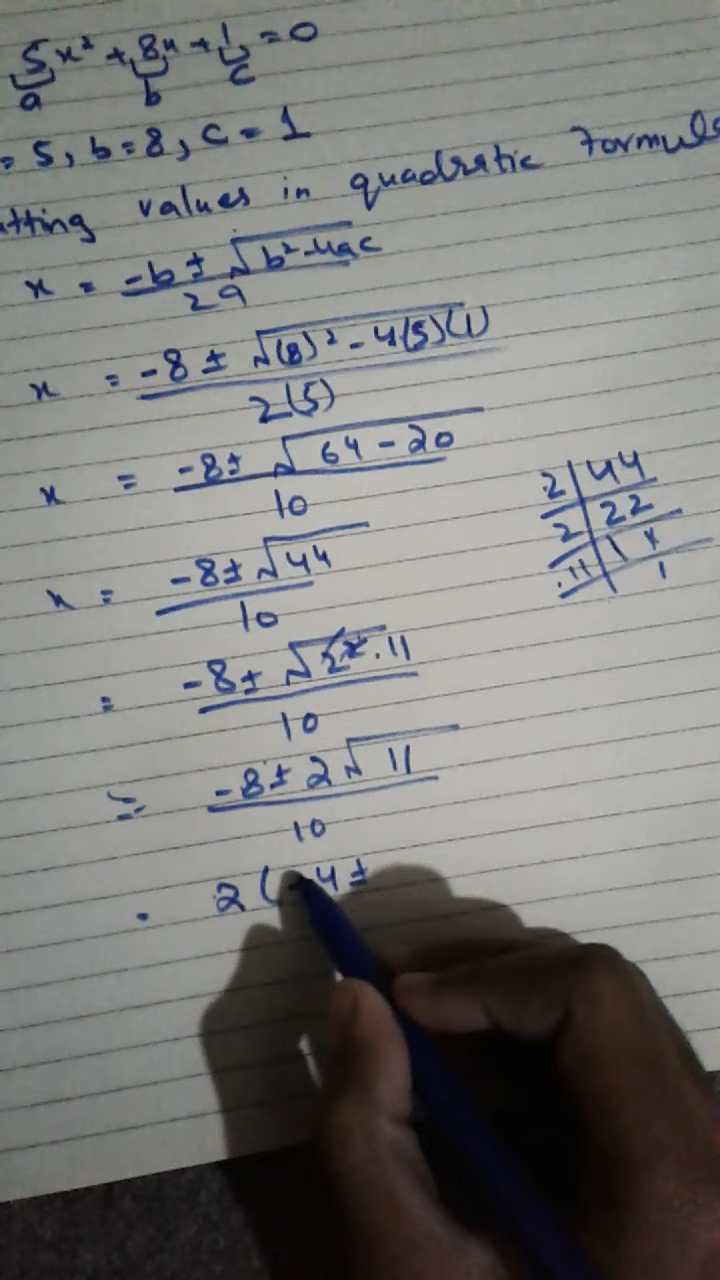 5x² + 8x + 1 = 0
a b c
= 5, b = 8, c = 1
utting values in quadratic formula
x = -b ± √b² - 4ac
2a
x = -8 ± √(8)² - 4(5)(1)
2(5)
x = -8 ± √64 - 20
10
x = -8 ± √44
10
= -8 ± √2² . 11
10
= -8 ± 2√11
10
2 ( -4 ±
2 | 44
2 | 22
11 | 11
1